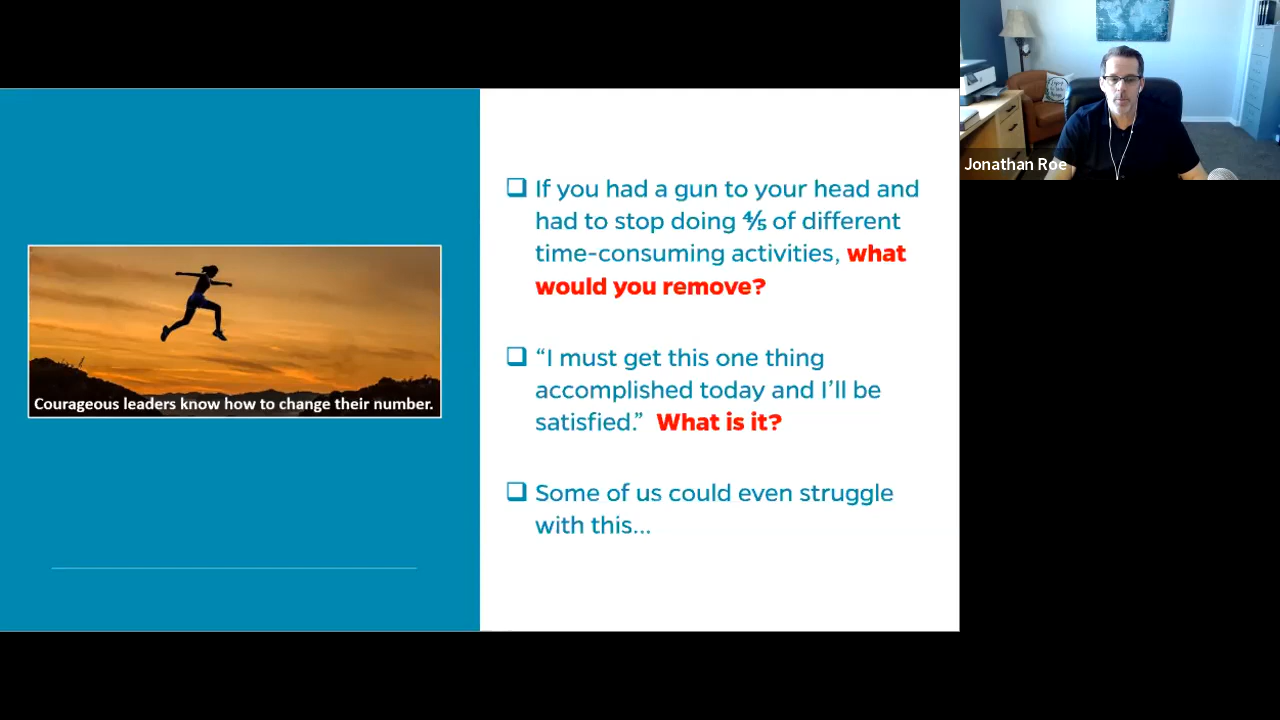 Jonathan Roe
If you had a gun to your head and
had to stop doing ⅘ of different
time-consuming activities, what
would you remove?
“I must get this one thing
accomplished today and I’ll be
satisfied.” What is it?
Some of us could even struggle
with this...
Courageous leaders know how to change their number.